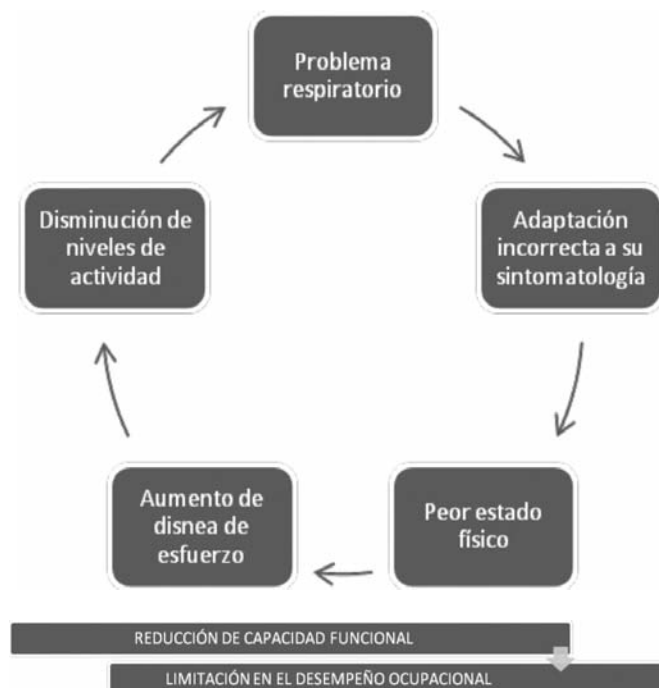 Problema
respiratorio
Adaptación
incorrecta a su
sintomatología
Peor estado
físico
Aumento de
disnea de
esfuerzo
Disminución de
niveles de
actividad
REDUCCIÓN DE CAPACIDAD FUNCIONAL
LIMITACIÓN EN EL DESEMPEÑO OCUPACIONAL